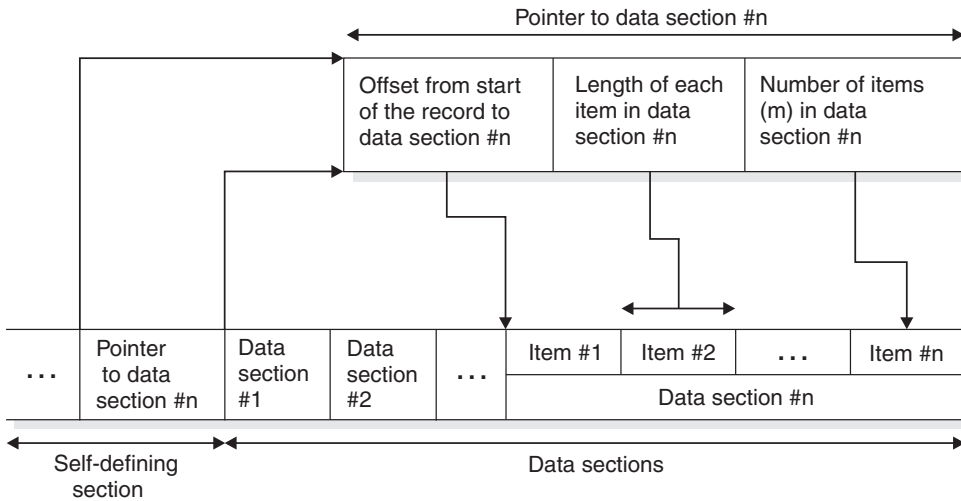 Pointer to data section #n
Offset from start
of the record to
data section #n
Length of each
item in data
section #n
Number of items
(m) in data
section #n
...
Pointer
to data
section #n
Data
section
#1
Data
section
#2
...
Item #1
Item #2
...
Item #n
Data section #n
Self-defining
section
Data sections